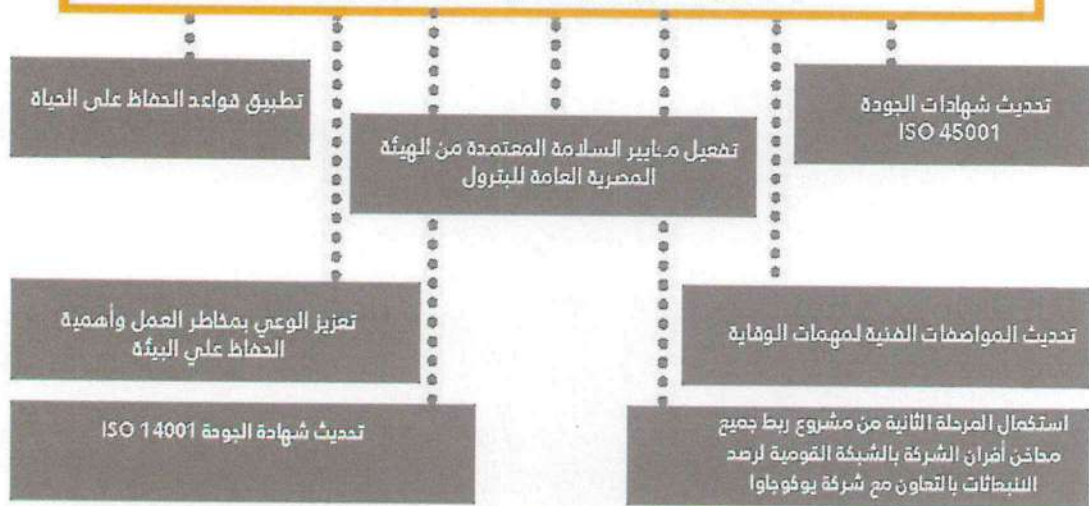 تحديث شهادات الجودة
ISO 45001
تطبيق قواعد الحفاظ على الحياة
تفعيل معايير السلامة المعتمدة من الهيئة
المصرية العامة للبترول
تحديث المواصفات الفنية لمهمات الوقاية
تعزيز الوعي بمخاطر العمل وأهمية
الحفاظ علي البيئة
استكمال المرحلة الثانية من مشروع ربط جميع
مداخن أفران الشركة بالشبكة القومية لرصد
الانبعاثات بالتعاون مع شركة يوكوجاوا
تحديث شهادة الجودة ISO 14001